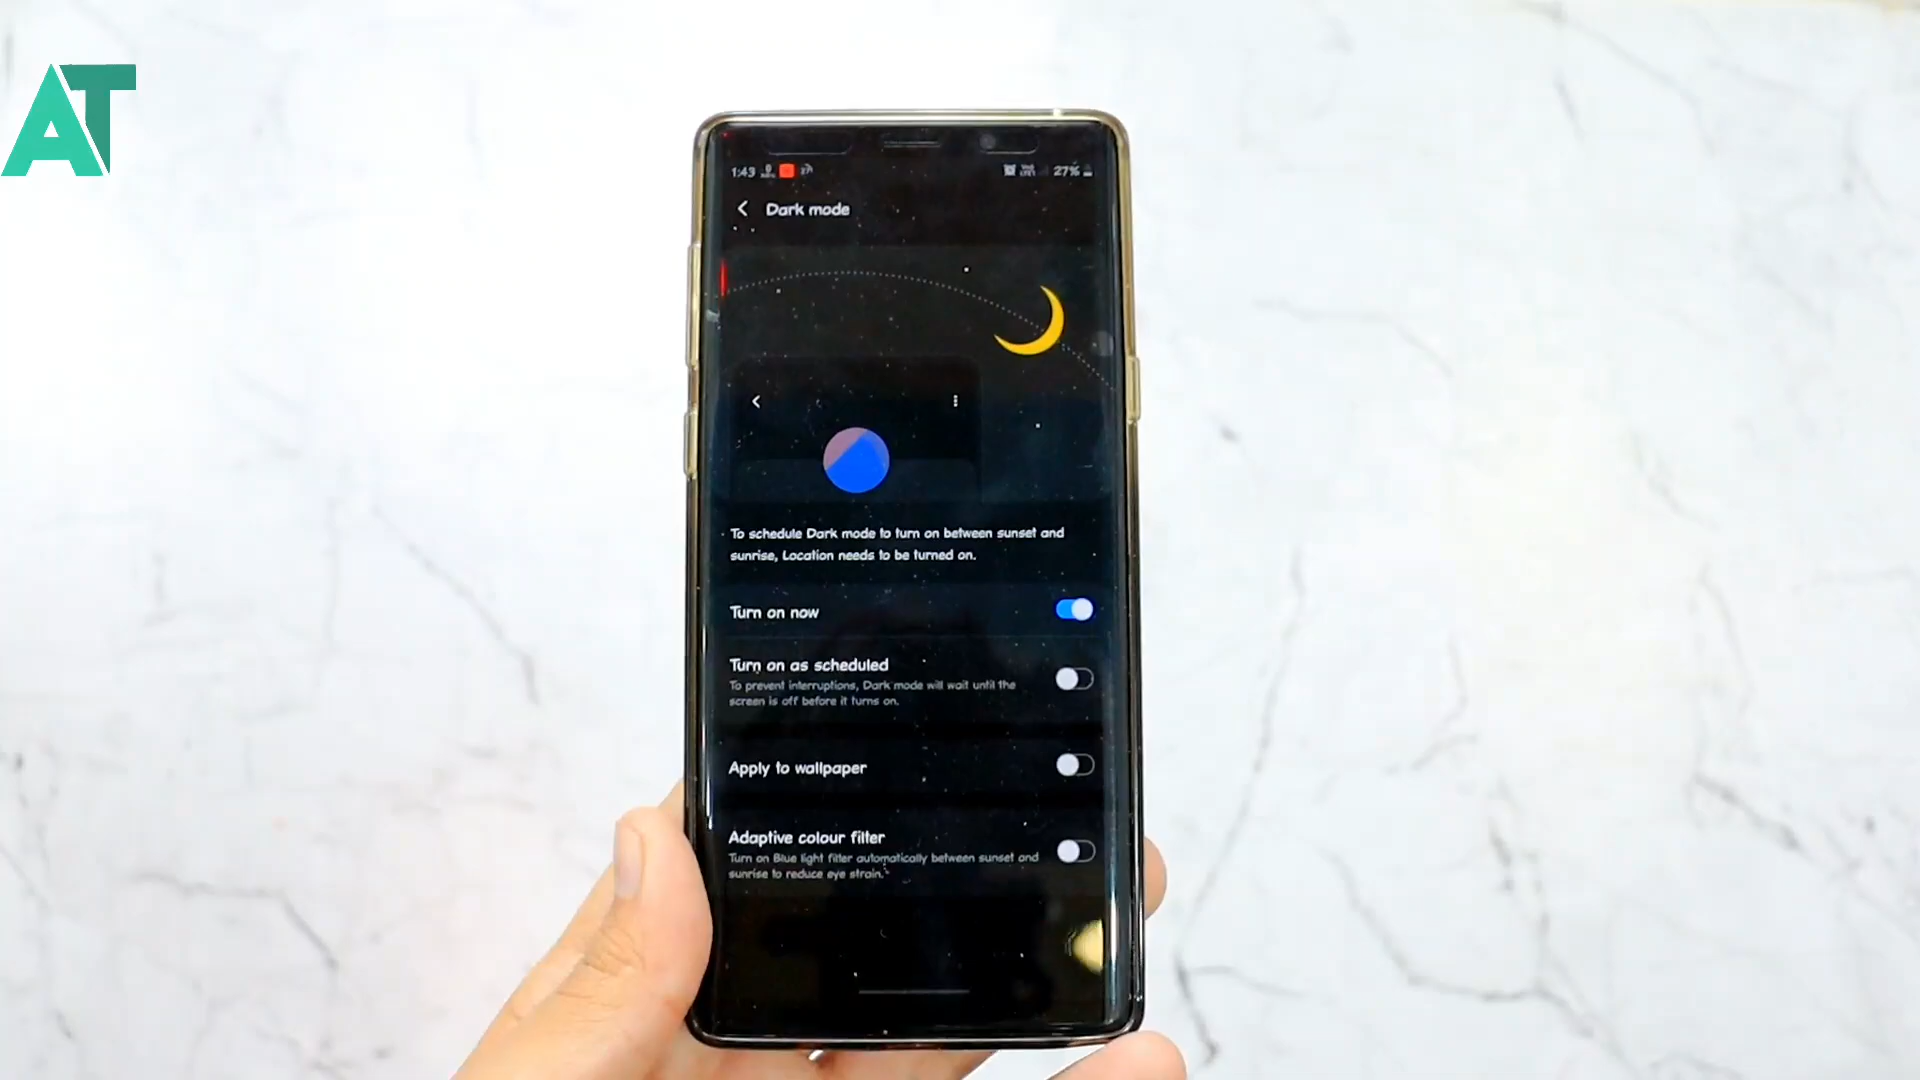 AT
1:43
27%
Dark mode
To schedule Dark mode to turn on between sunset and
sunrise, Location needs to be turned on.
Turn on now
Turn on as scheduled
To prevent interruptions, Dark mode will wait until the
screen is off before it turns on.
Apply to wallpaper
Adaptive colour filter
Turn on Blue light filter automatically between sunset and
sunrise to reduce eye strain.